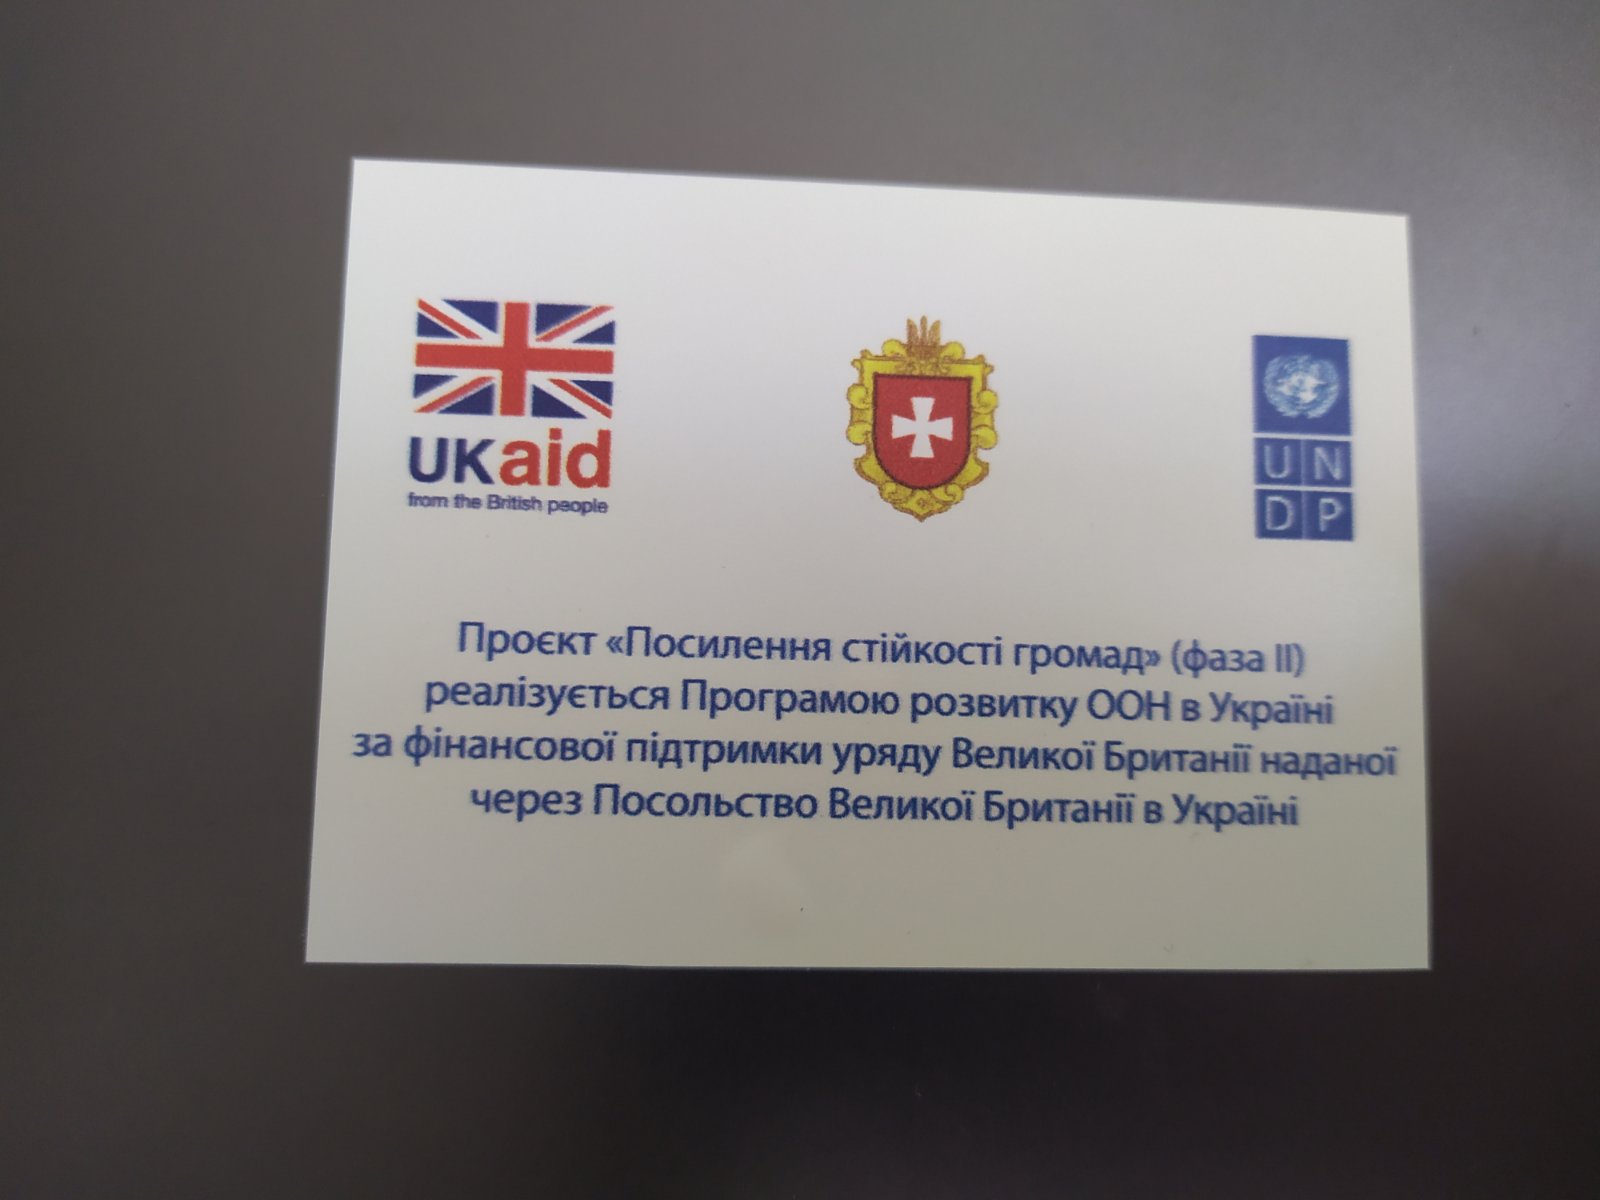 UKaid
from the British people
U N
D P
Проєкт «Посилення стійкості громад» (фаза II)
реалізується Програмою розвитку ООН в Україні
за фінансової підтримки уряду Великої Британії наданої
через Посольство Великої Британії в Україні